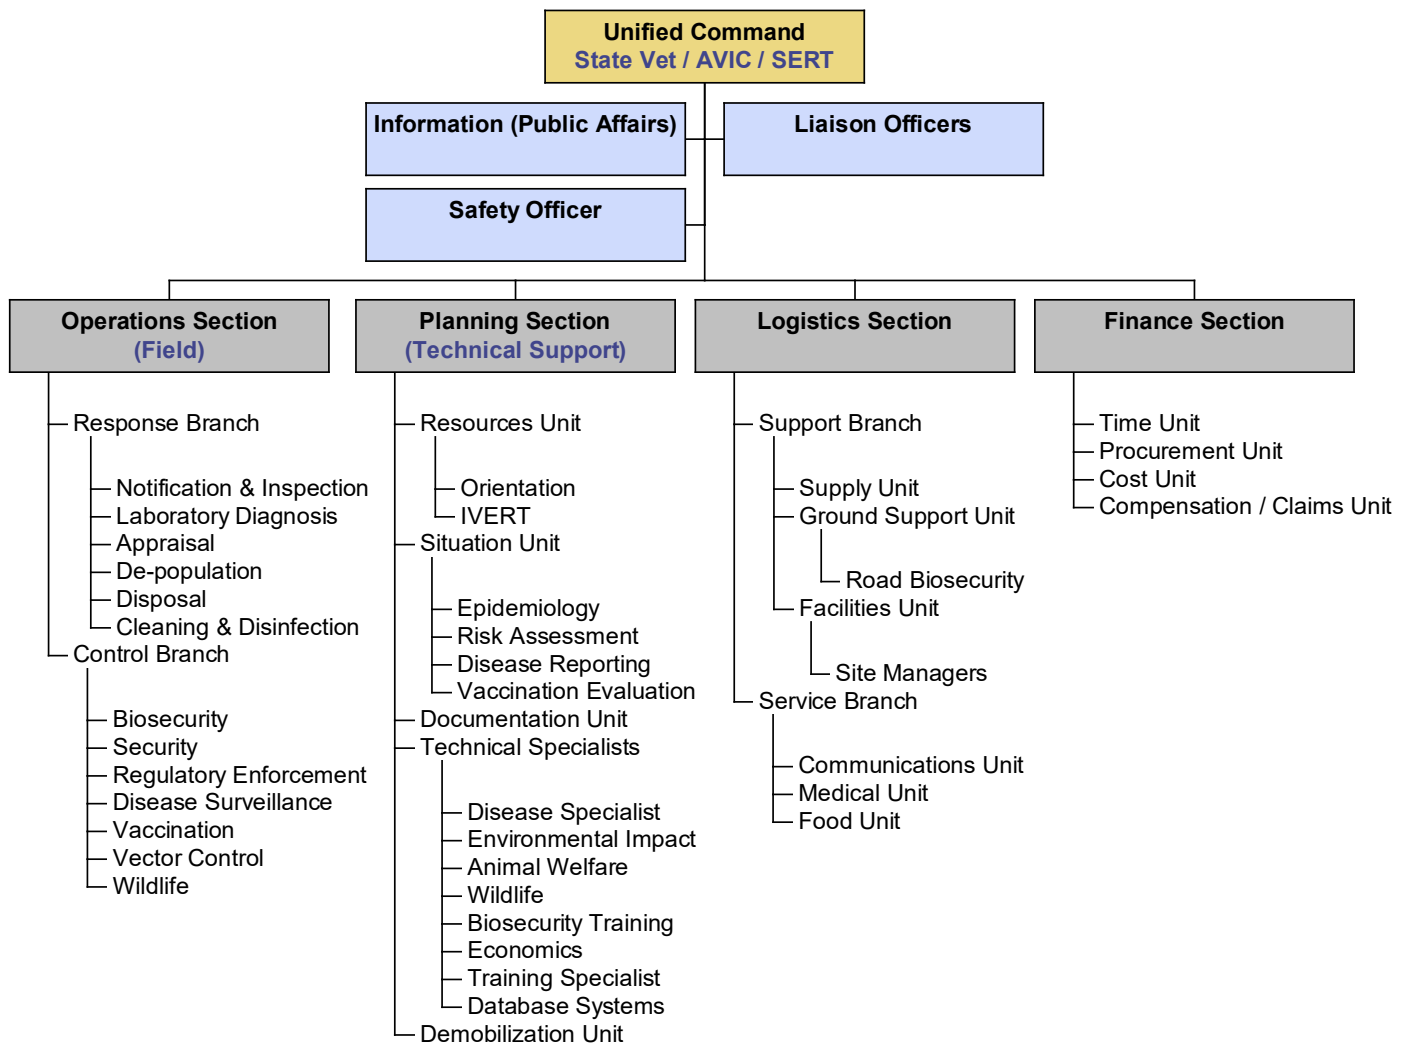 Unified Command
State Vet / AVIC / SERT
Information (Public Affairs)
Liaison Officers
Safety Officer
Operations Section
(Field)
Response Branch
Notification & Inspection
Laboratory Diagnosis
Appraisal
De-population
Disposal
Cleaning & Disinfection
Control Branch
Biosecurity
Security
Regulatory Enforcement
Disease Surveillance
Vaccination
Vector Control
Wildlife
Planning Section
(Technical Support)
Resources Unit
Orientation
IVERT
Situation Unit
Epidemiology
Risk Assessment
Disease Reporting
Vaccination Evaluation
Documentation Unit
Technical Specialists
Disease Specialist
Environmental Impact
Animal Welfare
Wildlife
Biosecurity Training
Economics
Training Specialist
Database Systems
Demobilization Unit
Logistics Section
Support Branch
Supply Unit
Ground Support Unit
Road Biosecurity
Facilities Unit
Site Managers
Service Branch
Communications Unit
Medical Unit
Food Unit
Finance Section
Time Unit
Procurement Unit
Cost Unit
Compensation / Claims Unit